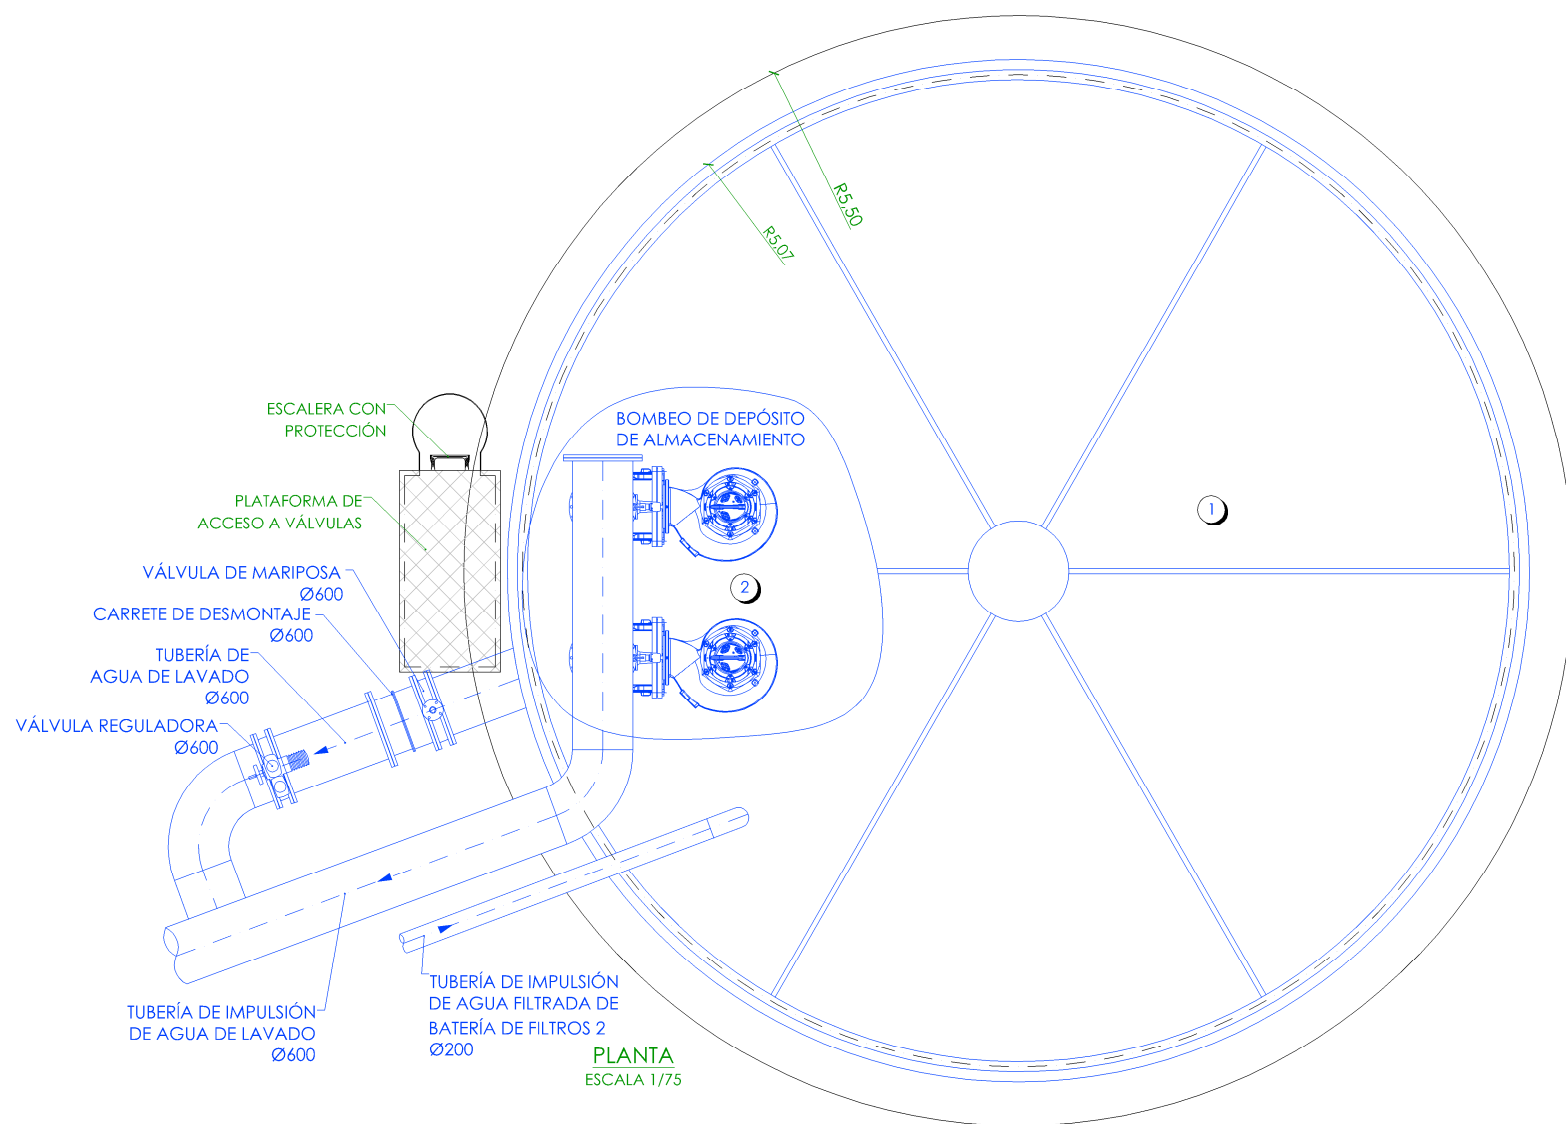 R5,50
R5,07
ESCALERA CON
PROTECCIÓN
BOMBEO DE DEPÓSITO
DE ALMACENAMIENTO
PLATAFORMA DE
ACCESO A VÁLVULAS
1
VÁLVULA DE MARIPOSA
Ø600
2
CARRETE DE DESMONTAJE
Ø600
TUBERÍA DE
AGUA DE LAVADO
Ø600
VÁLVULA REGULADORA
Ø600
TUBERÍA DE IMPULSIÓN
DE AGUA DE LAVADO
Ø600
TUBERÍA DE IMPULSIÓN
DE AGUA FILTRADA DE
BATERÍA DE FILTROS 2
Ø200
PLANTA
ESCALA 1/75